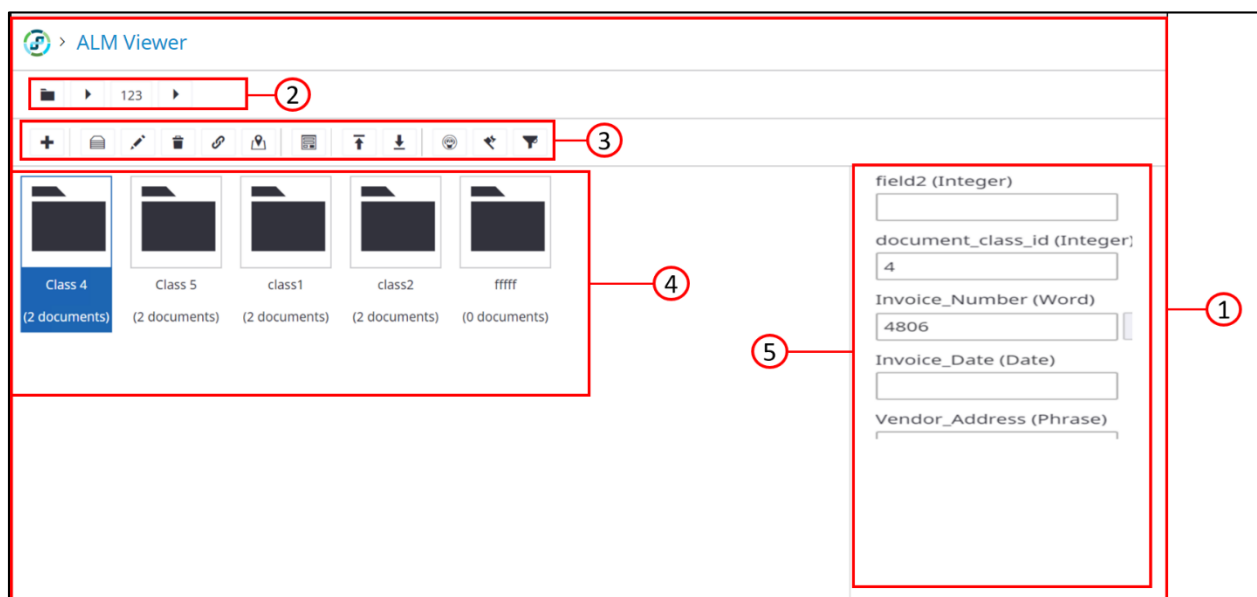 > ALM Viewer
123
2
3
Class 4
(2 documents)
Class 5
(2 documents)
class1
(2 documents)
class2
(2 documents)
fffff
(0 documents)
4
field2 (Integer)
document_class_id (Integer)
4
Invoice_Number (Word)
4806
Invoice_Date (Date)
Vendor_Address (Phrase)
5
1